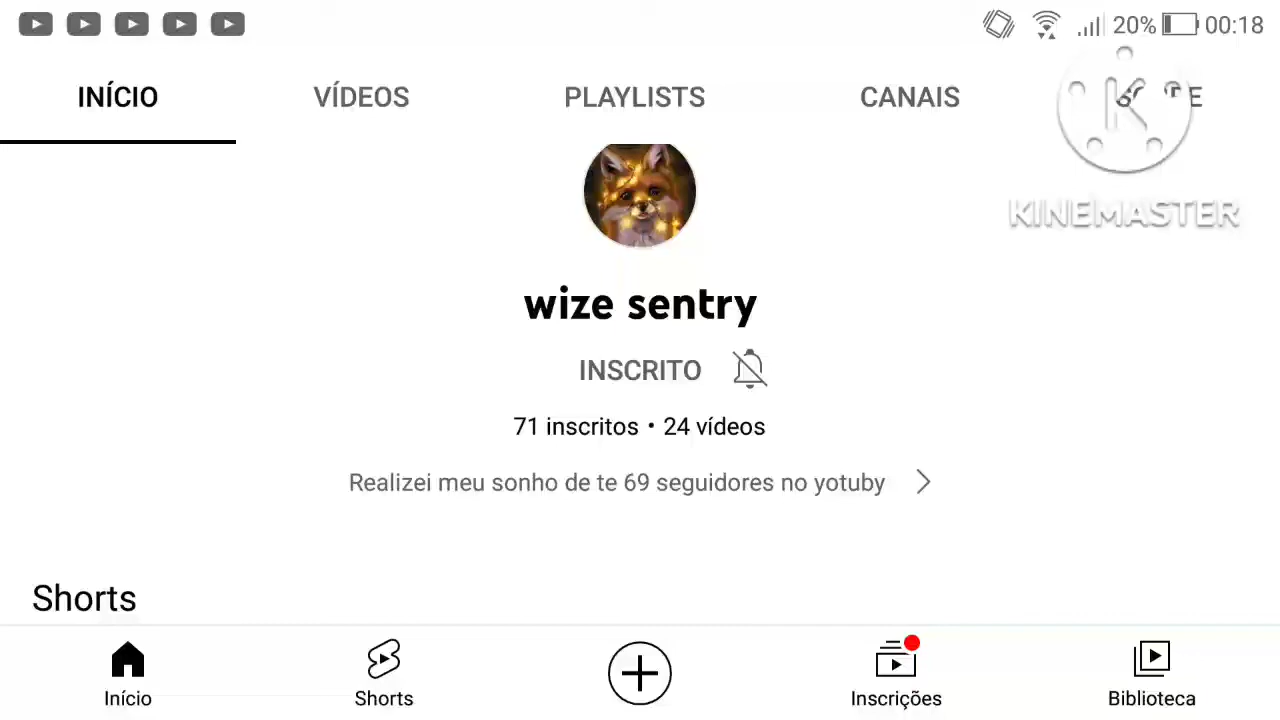 20% 00:18
INÍCIO VÍDEOS PLAYLISTS CANAIS
KINEMASTER
wize sentry
INSCRITO
71 inscritos • 24 vídeos
Realizei meu sonho de te 69 seguidores no yotuby
Shorts
Início Shorts Inscrições Biblioteca